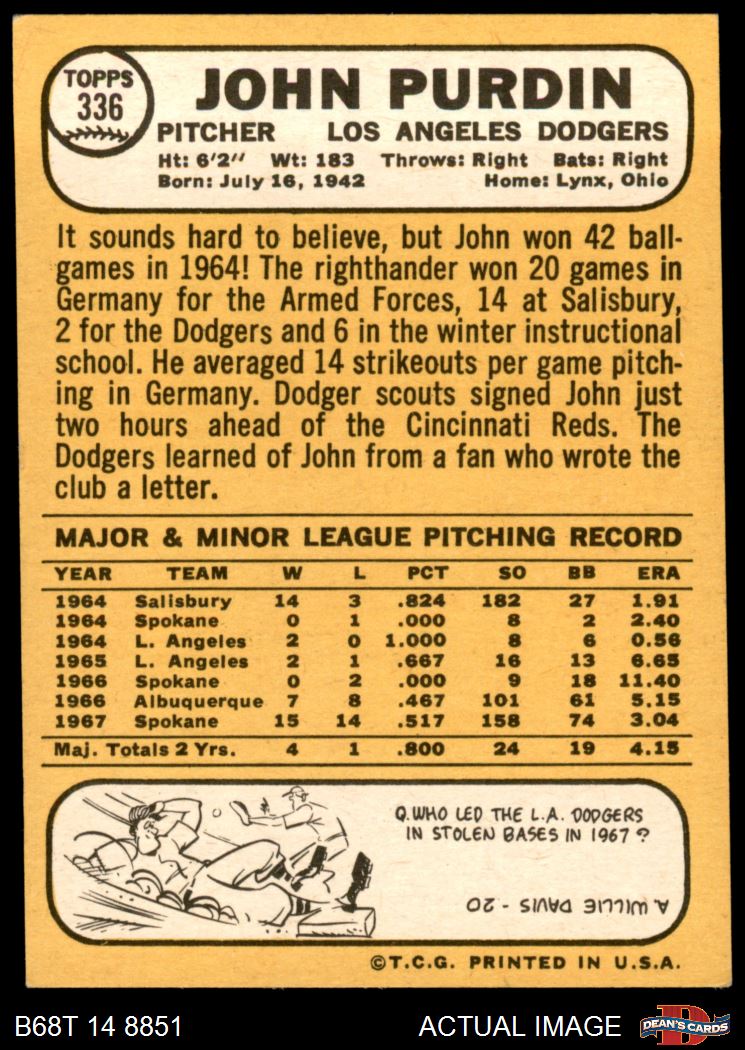 TOPPS
336
JOHN PURDIN
PITCHER LOS ANGELES DODGERS
Ht: 6'2" Wt: 183 Throws: Right Bats: Right
Born: July 16, 1942 Home: Lynx, Ohio
It sounds hard to believe, but John won 42 ball-
games in 1964! The righthander won 20 games in
Germany for the Armed Forces, 14 at Salisbury,
2 for the Dodgers and 6 in the winter instructional
school. He averaged 14 strikeouts per game pitch-
ing in Germany. Dodger scouts signed John just
two hours ahead of the Cincinnati Reds. The
Dodgers learned of John from a fan who wrote the
club a letter.
MAJOR & MINOR LEAGUE PITCHING RECORD
YEAR TEAM W L PCT SO BB ERA
1964 Salisbury 14 3 .824 182 27 1.91
1964 Spokane 0 1 .000 8 2 2.40
1964 L. Angeles 2 0 1.000 8 6 0.56
1965 L. Angeles 2 1 .667 16 13 6.65
1966 Spokane 0 2 .000 9 18 11.40
1966 Albuquerque 7 8 .467 101 61 5.15
1967 Spokane 15 14 .517 158 74 3.04
Maj. Totals 2 Yrs. 4 1 .800 24 19 4.15
Q. WHO LED THE L.A. DODGERS
IN STOLEN BASES IN 1967?
A. WILLIE DAVIS - 20
©T.C.G. PRINTED IN U.S.A.
B68T 14 8851 ACTUAL IMAGE
D
DEAN'S CARDS